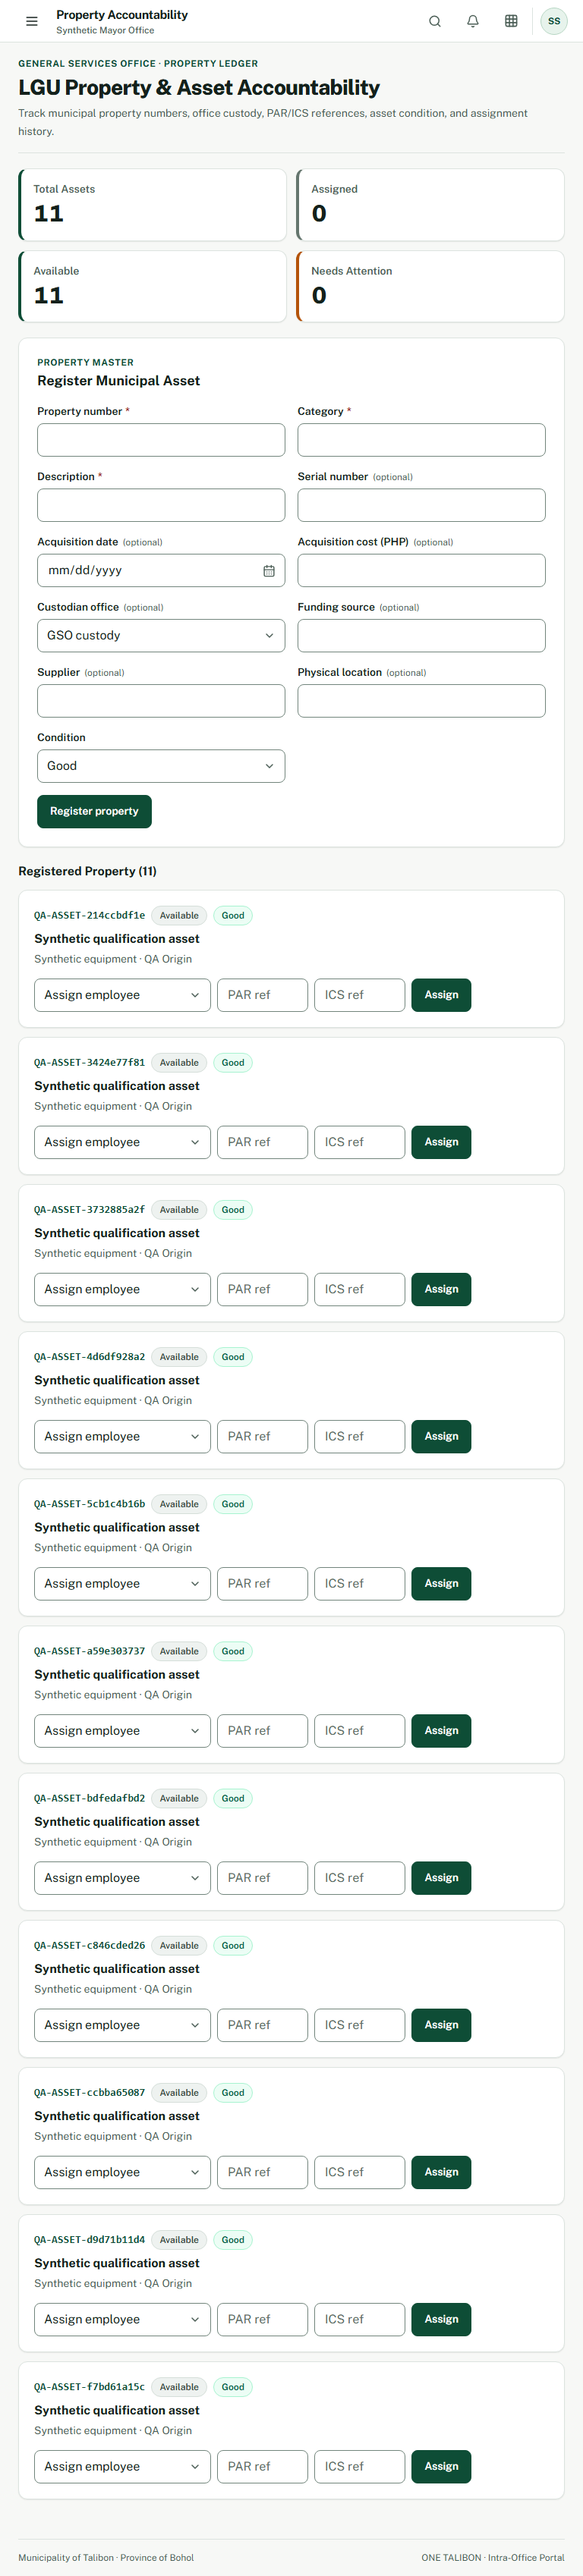 Property Accountability
Synthetic Mayor Office
SS
GENERAL SERVICES OFFICE · PROPERTY LEDGER
LGU Property & Asset Accountability
Track municipal property numbers, office custody, PAR/ICS references, asset condition, and assignment
history.
Total Assets
11
Assigned
0
Available
11
Needs Attention
0
PROPERTY MASTER
Register Municipal Asset
Property number *
Category *
Description *
Serial number (optional)
Acquisition date (optional)
Acquisition cost (PHP) (optional)
mm/dd/yyyy
Custodian office (optional)
Funding source (optional)
GSO custody
Supplier (optional)
Physical location (optional)
Condition
Good
Register property
Registered Property (11)
QA-ASSET-214ccbdf1e Available Good
Synthetic qualification asset
Synthetic equipment · QA Origin
Assign employee PAR ref ICS ref Assign
QA-ASSET-3424e77f81 Available Good
Synthetic qualification asset
Synthetic equipment · QA Origin
Assign employee PAR ref ICS ref Assign
QA-ASSET-3732885a2f Available Good
Synthetic qualification asset
Synthetic equipment · QA Origin
Assign employee PAR ref ICS ref Assign
QA-ASSET-4d6df928a2 Available Good
Synthetic qualification asset
Synthetic equipment · QA Origin
Assign employee PAR ref ICS ref Assign
QA-ASSET-5cb1c4b16b Available Good
Synthetic qualification asset
Synthetic equipment · QA Origin
Assign employee PAR ref ICS ref Assign
QA-ASSET-a59e303737 Available Good
Synthetic qualification asset
Synthetic equipment · QA Origin
Assign employee PAR ref ICS ref Assign
QA-ASSET-bdfedafbd2 Available Good
Synthetic qualification asset
Synthetic equipment · QA Origin
Assign employee PAR ref ICS ref Assign
QA-ASSET-c846cded26 Available Good
Synthetic qualification asset
Synthetic equipment · QA Origin
Assign employee PAR ref ICS ref Assign
QA-ASSET-ccbba65087 Available Good
Synthetic qualification asset
Synthetic equipment · QA Origin
Assign employee PAR ref ICS ref Assign
QA-ASSET-d9d71b11d4 Available Good
Synthetic qualification asset
Synthetic equipment · QA Origin
Assign employee PAR ref ICS ref Assign
QA-ASSET-f7bd61a15c Available Good
Synthetic qualification asset
Synthetic equipment · QA Origin
Assign employee PAR ref ICS ref Assign
Municipality of Talibon · Province of Bohol
ONE TALIBON · Intra-Office Portal